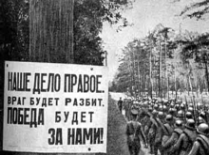 НАШЕ ДЕЛО ПРАВОЕ.
ВРАГ БУДЕТ РАЗБИТ.
ПОБЕДА БУДЕТ
ЗА НАМИ!